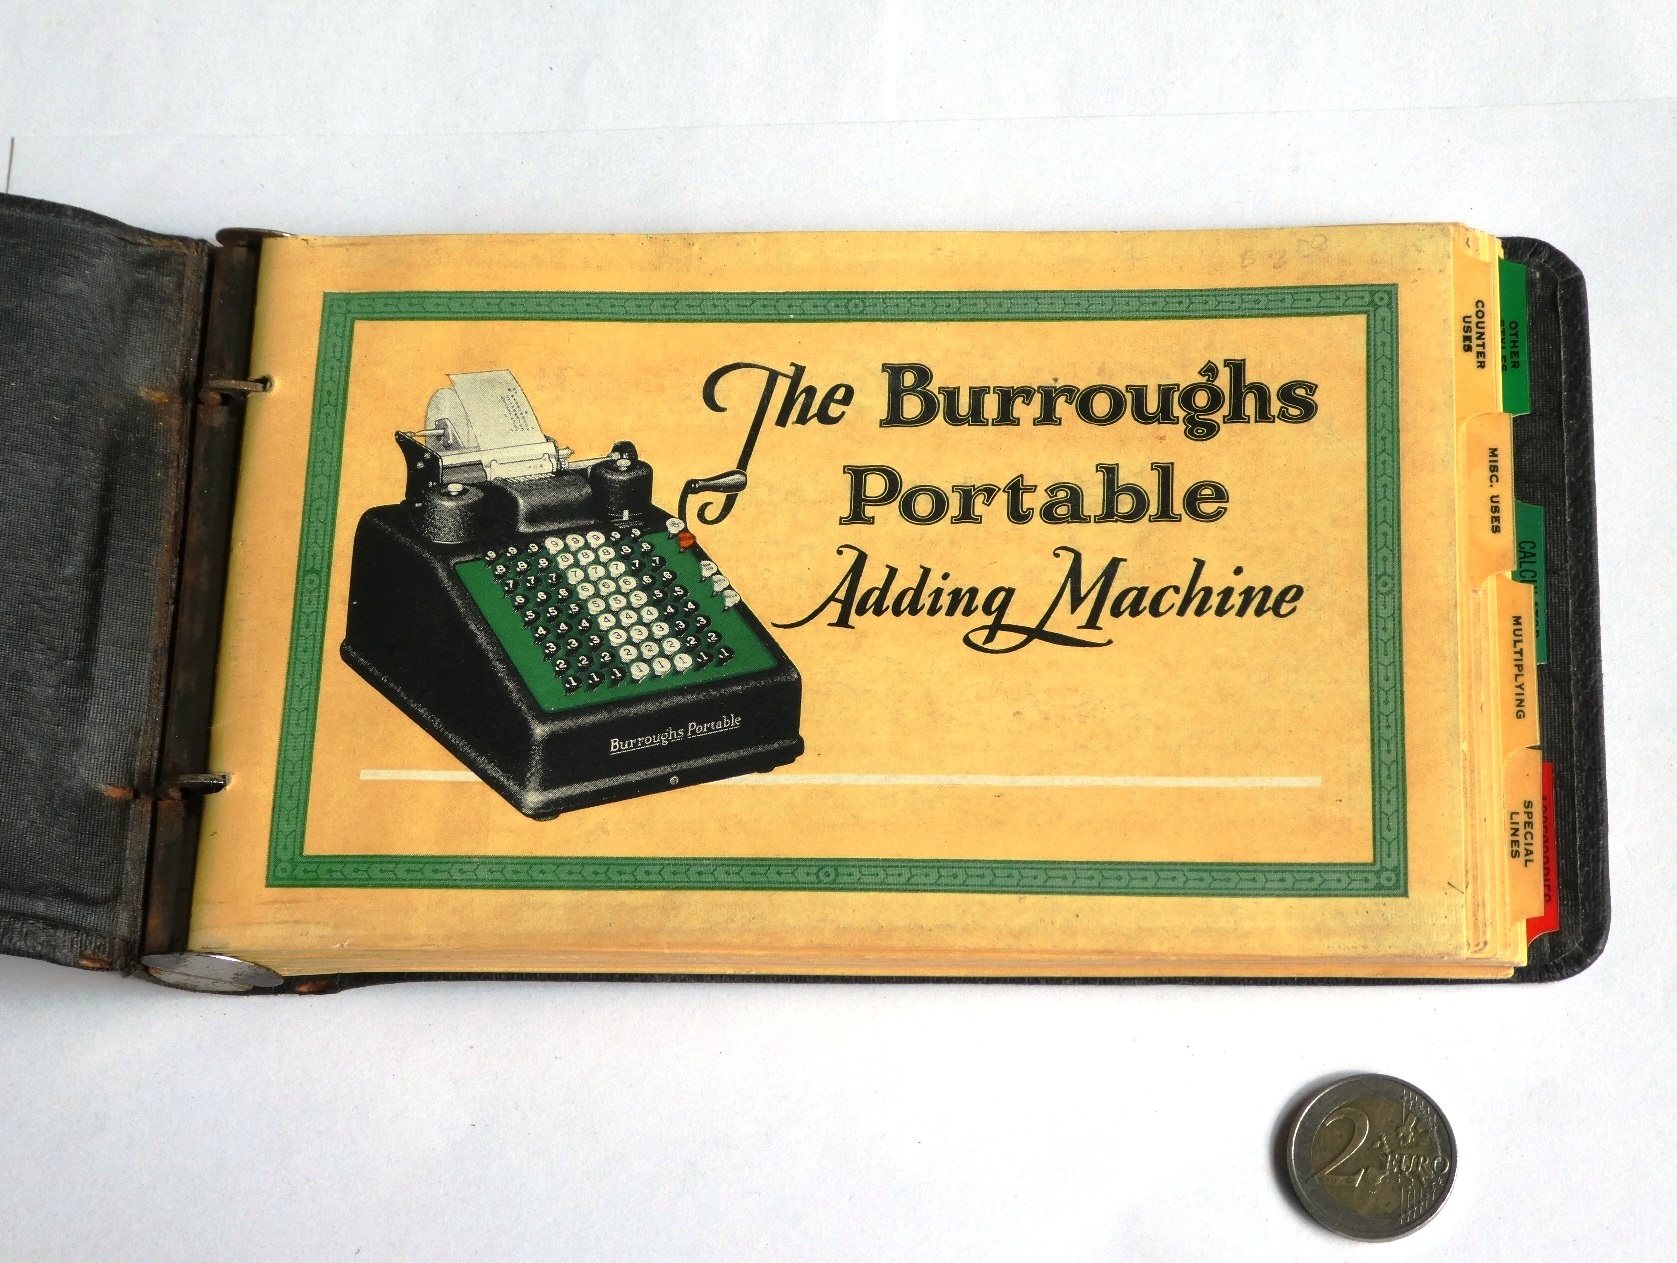 The Burroughs
Portable
Adding Machine
Burroughs Portable
COUNTER
USES
OTHER
MISC. USES
MULTIPLYING
SPECIAL
LINES
2 EURO